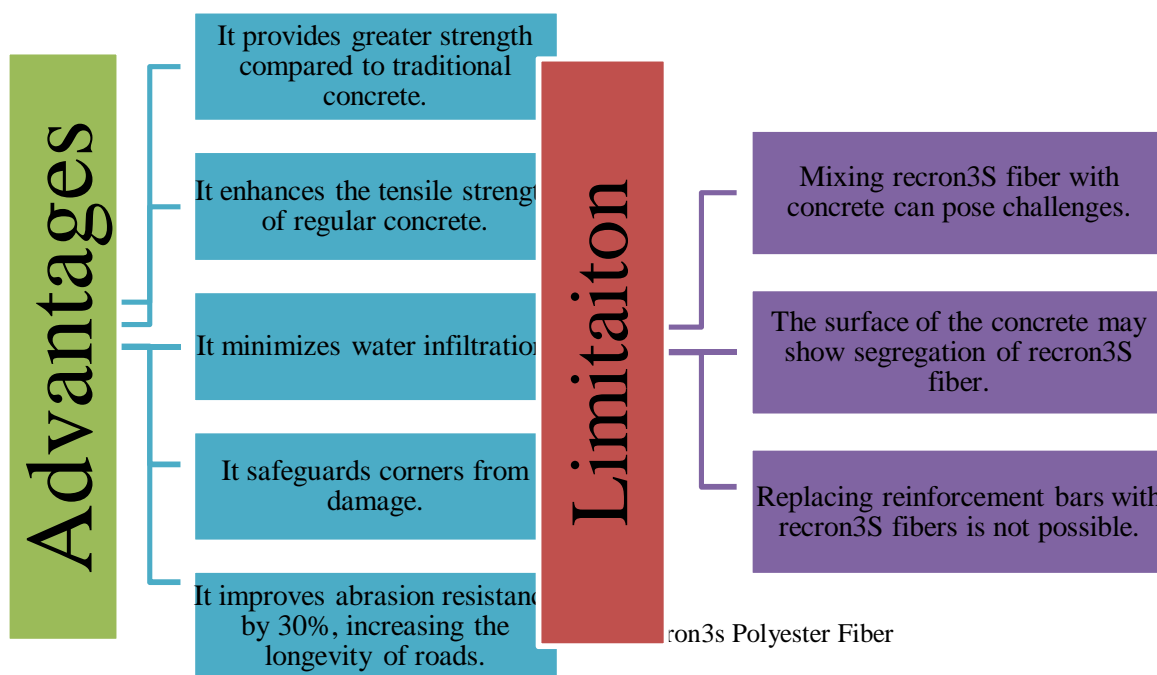 Advantages
It provides greater strength
compared to traditional
concrete.
It enhances the tensile strengt
of regular concrete.
It minimizes water infiltration
It safeguards corners from
damage.
It improves abrasion resistanc
by 30%, increasing the
longevity of roads.
Limitaiton
Mixing recron3S fiber with
concrete can pose challenges.
The surface of the concrete may
show segregation of recron3S
fiber.
Replacing reinforcement bars with
recron3S fibers is not possible.
ron3s Polyester Fiber